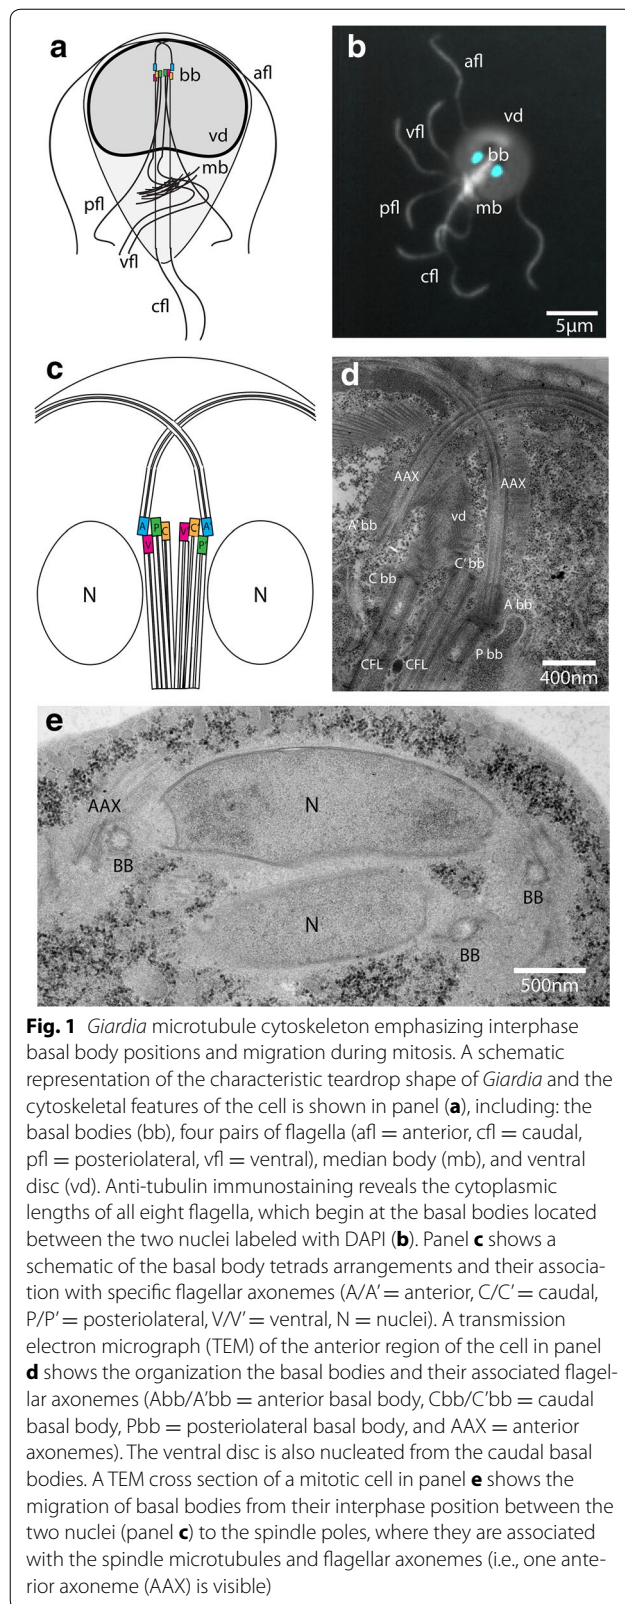 a
bb
afl
vd
mb
pfl
vfl
cfl
b
afl
vd
vfl
bb
pfl
mb
cfl
5µm
c
A P C V C' A
V P'
N N
d
AAX AAX
A' bb
vd
C bb
C' bb
A bb
P bb
CFL CFL
400nm
e
AAX
N
BB
BB
N
BB
500nm
Fig. 1 Giardia microtubule cytoskeleton emphasizing interphase
basal body positions and migration during mitosis. A schematic
representation of the characteristic teardrop shape of Giardia and the
cytoskeletal features of the cell is shown in panel (a), including: the
basal bodies (bb), four pairs of flagella (afl = anterior, cfl = caudal,
pfl = posteriolateral, vfl = ventral), median body (mb), and ventral
disc (vd). Anti-tubulin immunostaining reveals the cytoplasmic
lengths of all eight flagella, which begin at the basal bodies located
between the two nuclei labeled with DAPI (b). Panel c shows a
schematic of the basal body tetrads arrangements and their associa-
tion with specific flagellar axonemes (A/A' = anterior, C/C' = caudal,
P/P' = posteriolateral, V/V' = ventral, N = nuclei). A transmission
electron micrograph (TEM) of the anterior region of the cell in panel
d shows the organization the basal bodies and their associated flagel-
lar axonemes (Abb/A'bb = anterior basal body, Cbb/C'bb = caudal
basal body, Pbb = posteriolateral basal body, and AAX = anterior
axonemes). The ventral disc is also nucleated from the caudal basal
bodies. A TEM cross section of a mitotic cell in panel e shows the
migration of basal bodies from their interphase position between the
two nuclei (panel c) to the spindle poles, where they are associated
with the spindle microtubules and flagellar axonemes (i.e., one ante-
rior axoneme (AAX) is visible)